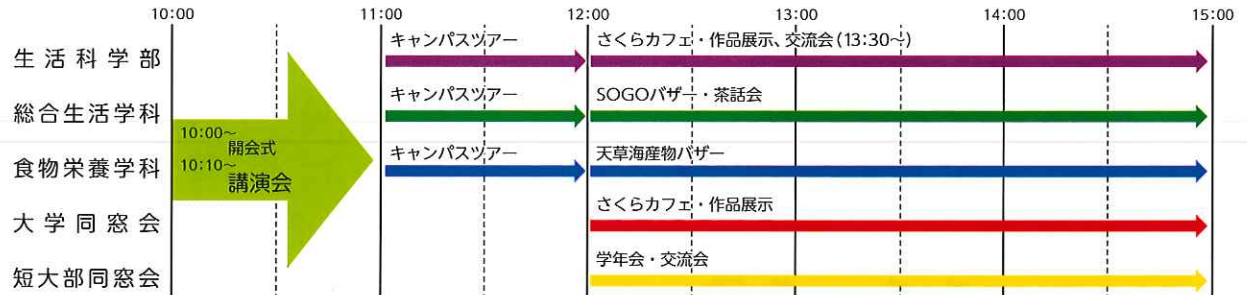 10:00 11:00 12:00 13:00 14:00 15:00
生活科学部 キャンパスツアー さくらカフェ・作品展示、交流会(13:30～)
総合生活学科 キャンパスツアー SOGOバザー・茶話会
10:00～
開会式
食物栄養学科 キャンパスツアー 天草海産物バザー
10:10～
講演会
大学同窓会 さくらカフェ・作品展示
短大部同窓会 学年会・交流会